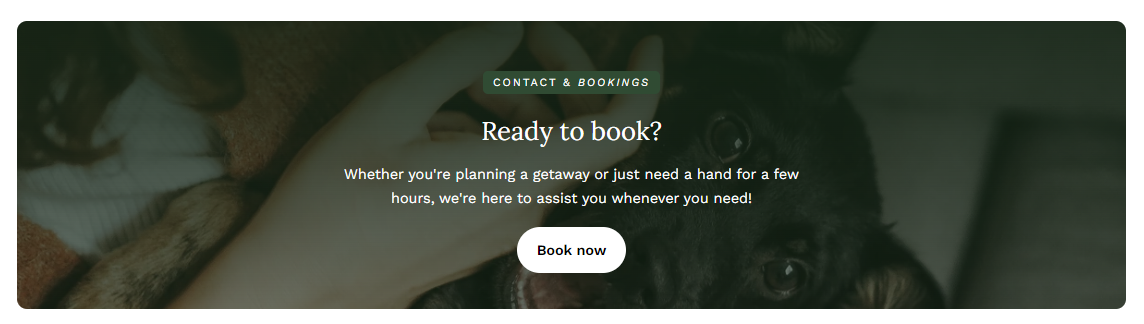 CONTACT & BOOKINGS
Ready to book?
Whether you're planning a getaway or just need a hand for a few
hours, we're here to assist you whenever you need!
Book now